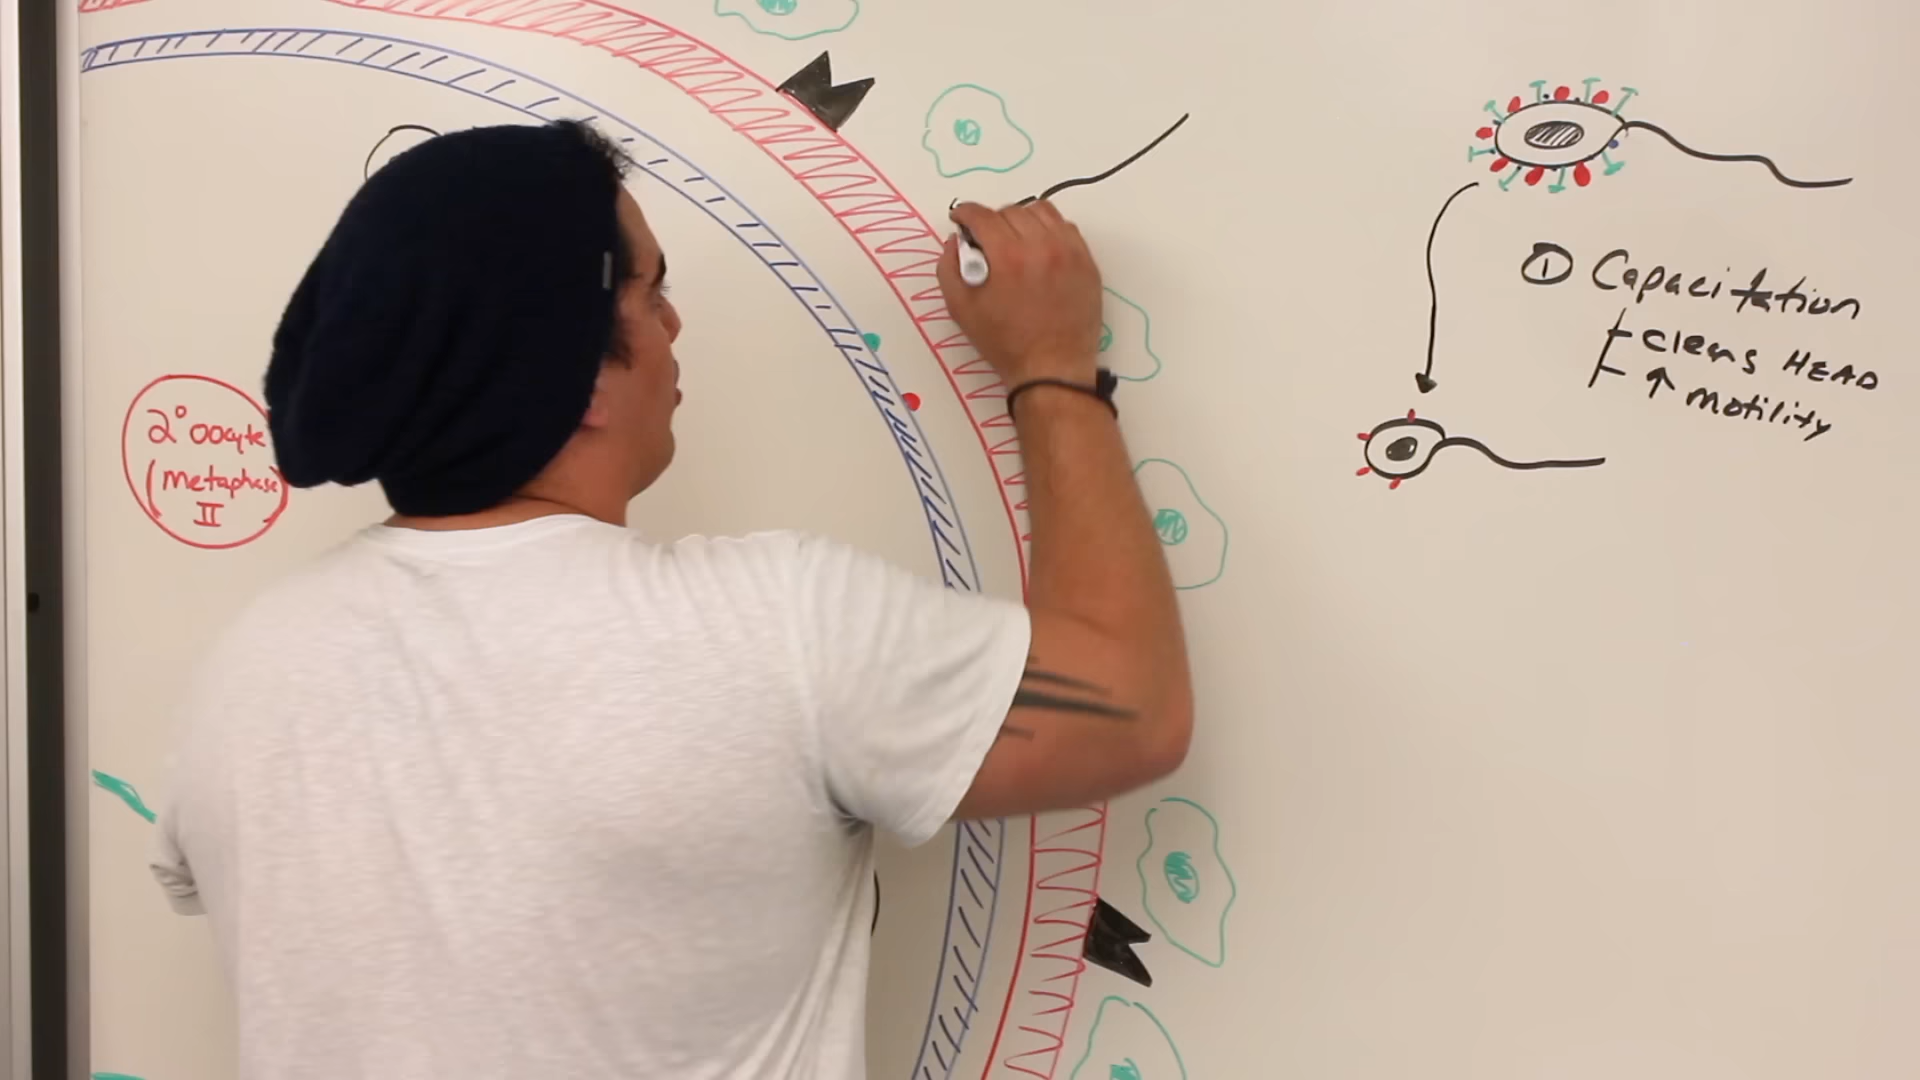 2° oocyte
(metaphase
II
① Capacitation
- cleans HEAD
- ↑ motility